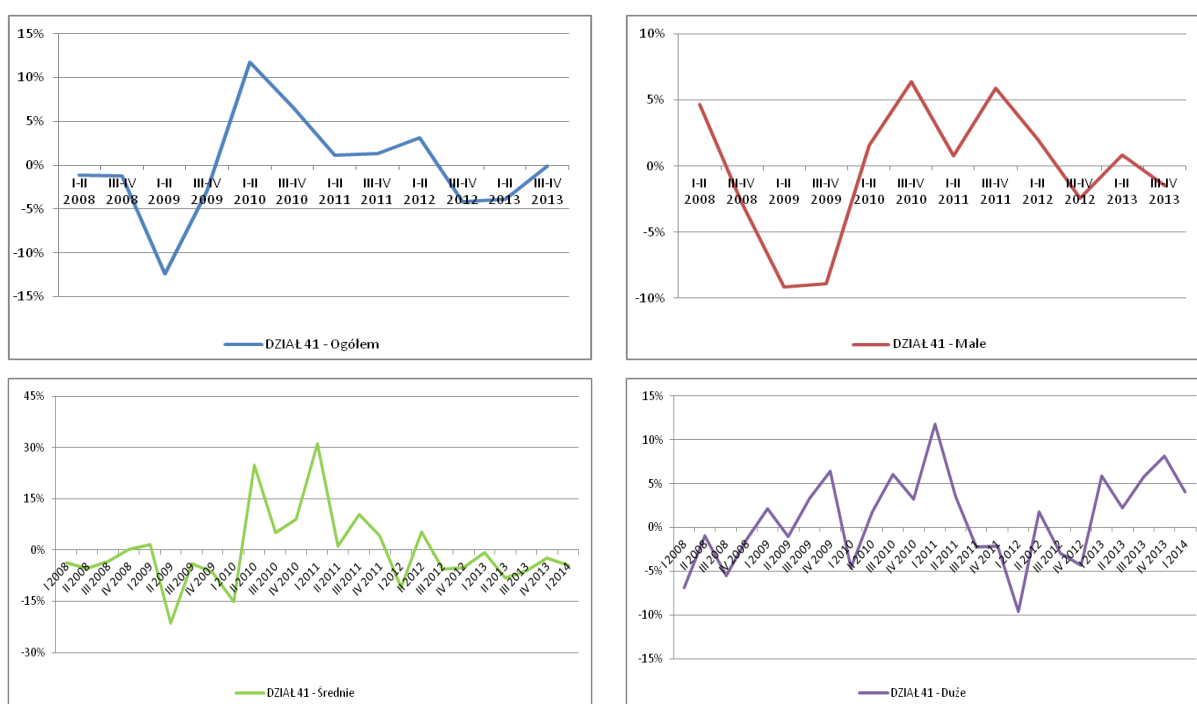 15%
10%
5%
0%
-5%
-10%
-15%
I-II III-IV I-II III-IV I-II III-IV I-II III-IV I-II III-IV I-II III-IV
2008 2008 2009 2009 2010 2010 2011 2011 2012 2012 2013 2013
DZIAŁ 41 - Ogółem
10%
5%
0%
-5%
-10%
I-II III-IV I-II III-IV I-II III-IV I-II III-IV I-II III-IV I-II III-IV
2008 2008 2009 2009 2010 2010 2011 2011 2012 2012 2013 2013
DZIAŁ 41 - Małe
45%
30%
15%
0%
-15%
-30%
I 2008
II 2008
III 2008
IV 2008
I 2009
II 2009
III 2009
IV 2009
I 2010
II 2010
III 2010
IV 2010
I 2011
II 2011
III 2011
IV 2011
I 2012
II 2012
III 2012
IV 2012
I 2013
II 2013
III 2013
IV 2013
I 2014
DZIAŁ 41 - Średnie
15%
10%
5%
0%
-5%
-10%
-15%
I 2008
II 2008
III 2008
IV 2008
I 2009
II 2009
III 2009
IV 2009
I 2010
II 2010
III 2010
IV 2010
I 2011
II 2011
III 2011
IV 2011
I 2012
II 2012
III 2012
IV 2012
I 2013
II 2013
III 2013
IV 2013
I 2014
DZIAŁ 41 - Duże